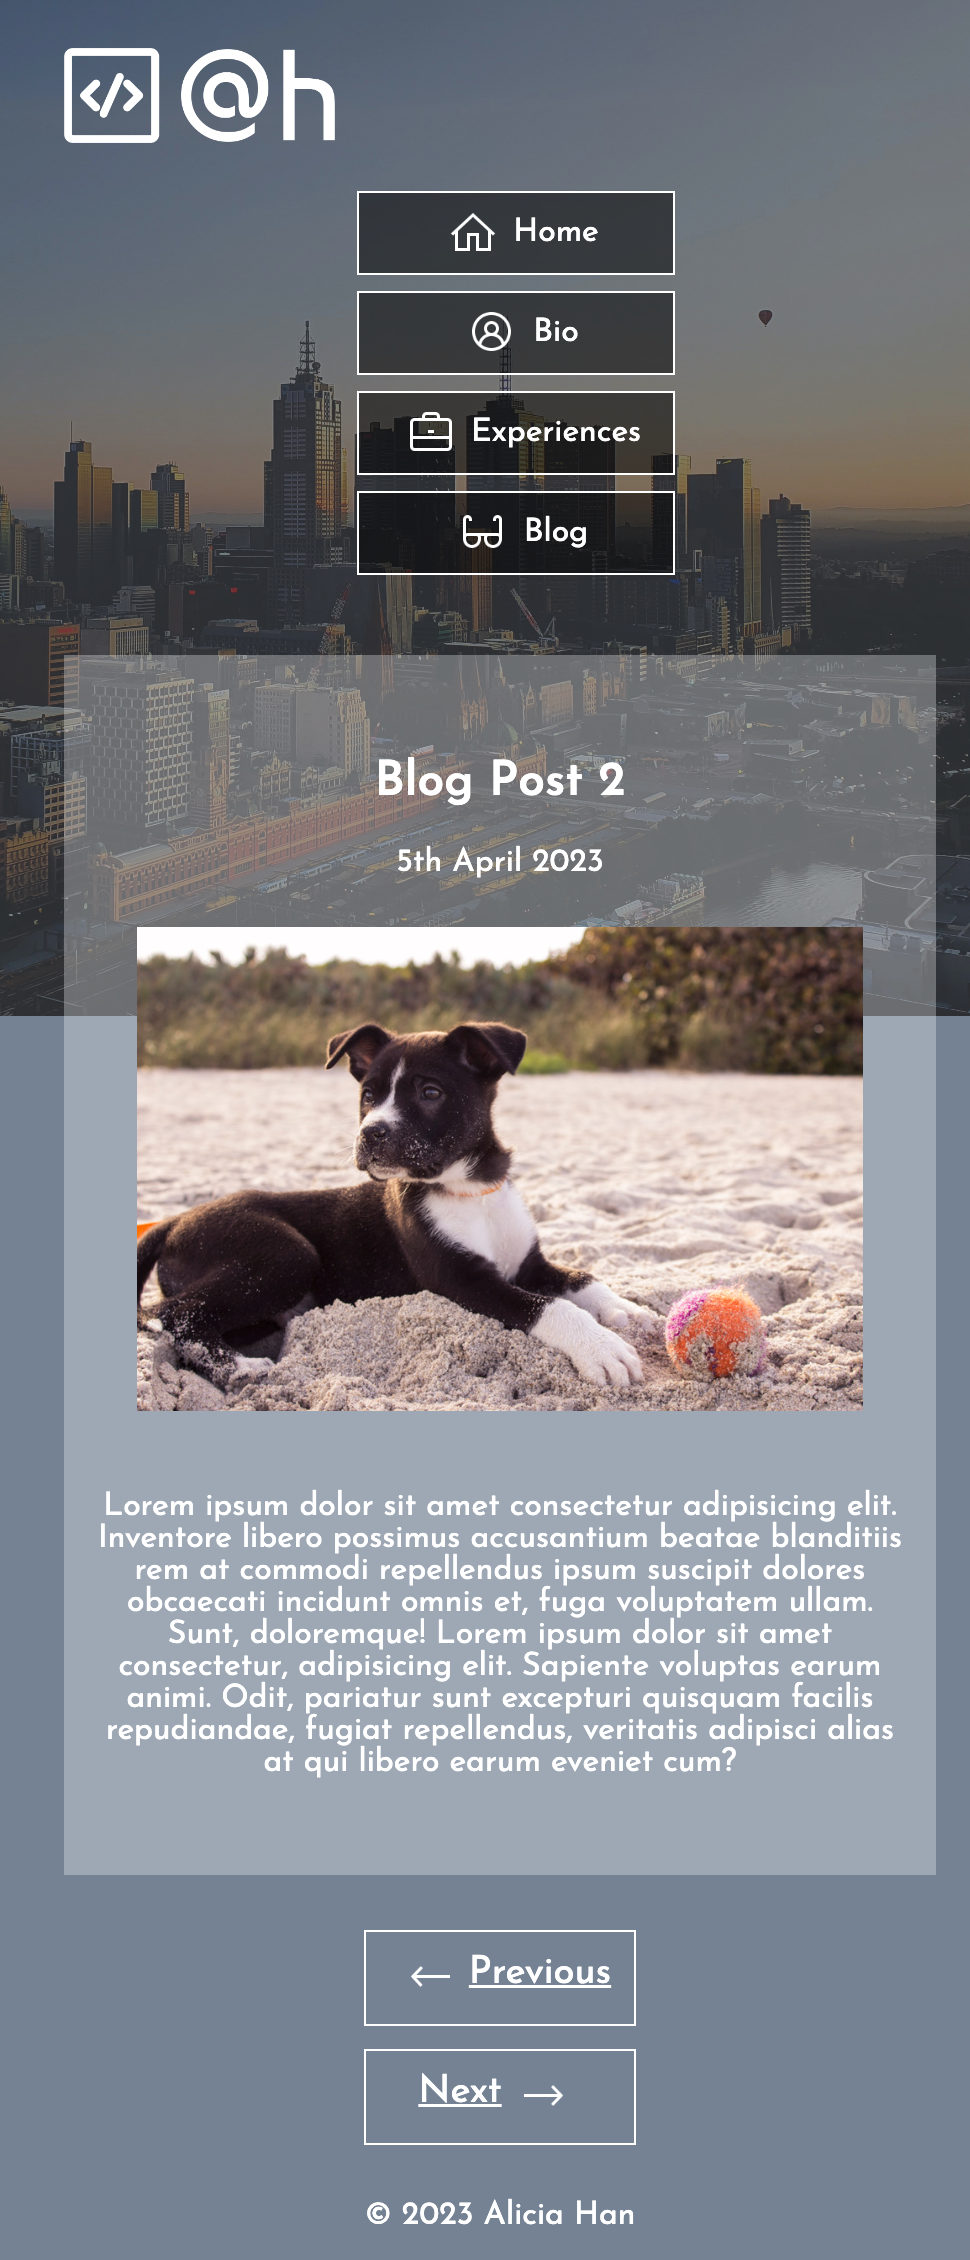 </> @h
Home
Bio
Experiences
Blog
Blog Post 2
5th April 2023
Lorem ipsum dolor sit amet consectetur adipisicing elit.
Inventore libero possimus accusantium beatae blanditiis
rem at commodi repellendus ipsum suscipit dolores
obcaecati incidunt omnis et, fuga voluptatem ullam.
Sunt, doloremque! Lorem ipsum dolor sit amet
consectetur, adipisicing elit. Sapiente voluptas earum
animi. Odit, pariatur sunt excepturi quisquam facilis
repudiandae, fugiat repellendus, veritatis adipisci alias
at qui libero earum eveniet cum?
← Previous
Next →
© 2023 Alicia Han